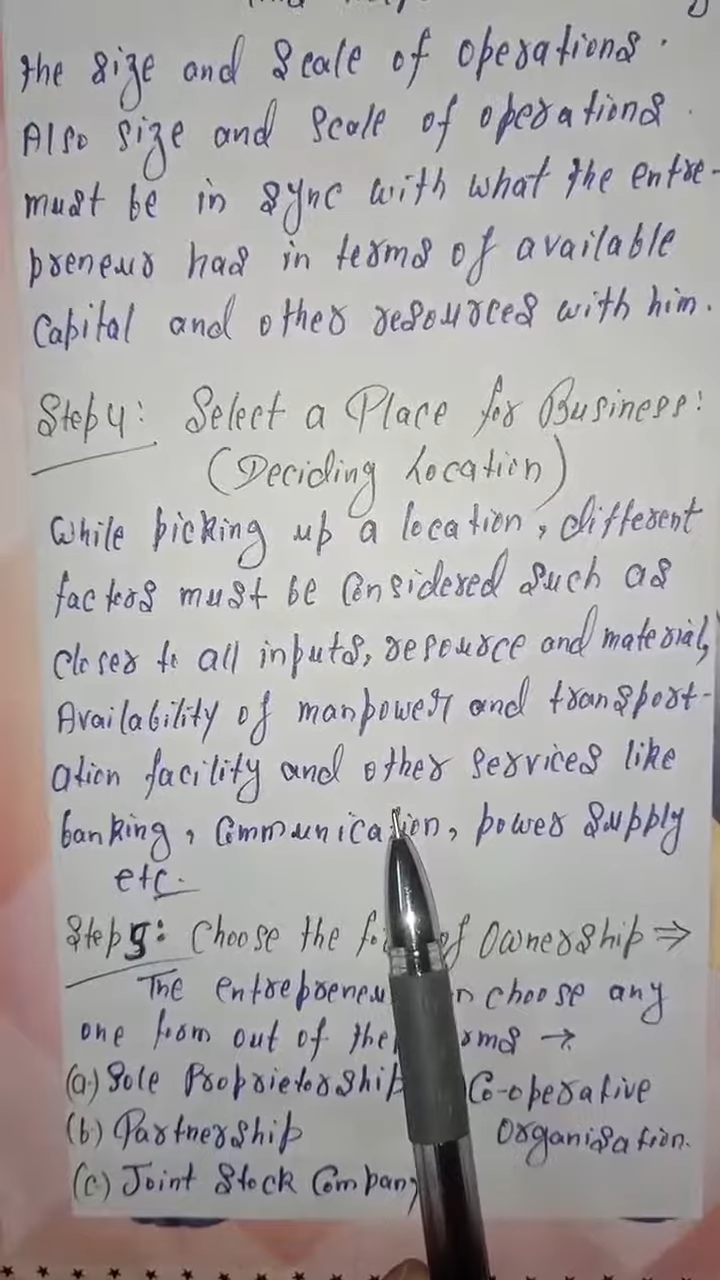 the size and Scale of operations.
Also size and Scale of operations.
must be in sync with what the entre-
preneur has in terms of available
Capital and other resources with him.
Step 4: Select a Place for Business:
(Deciding Location)
While picking up a location, different
factors must be Considered such as
closer to all inputs, resource and material,
Availability of manpower and transport-
ation facility and other services like
banking, Communication, power supply
etc.
Step 5: Choose the of Ownership ⇒
The choose any
one from out of →
(a) Sole Proprietorship Co-operative
(b) Partnership Organisation.
(c) Joint Stock Company